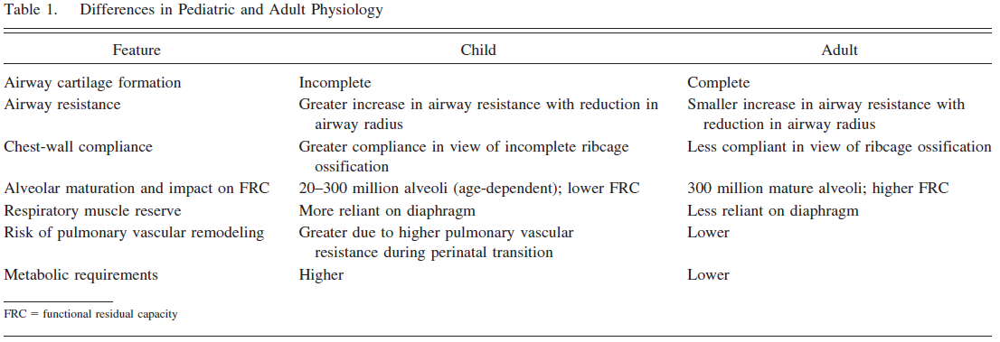 Table 1. Differences in Pediatric and Adult Physiology
Feature Child Adult
Airway cartilage formation Incomplete Complete
Airway resistance Greater increase in airway resistance with reduction in Smaller increase in airway resistance with
airway radius reduction in airway radius
Chest-wall compliance Greater compliance in view of incomplete ribcage Less compliant in view of ribcage ossification
ossification
Alveolar maturation and impact on FRC 20–300 million alveoli (age-dependent); lower FRC 300 million mature alveoli; higher FRC
Respiratory muscle reserve More reliant on diaphragm Less reliant on diaphragm
Risk of pulmonary vascular remodeling Greater due to higher pulmonary vascular Lower
resistance during perinatal transition
Metabolic requirements Higher Lower
FRC = functional residual capacity